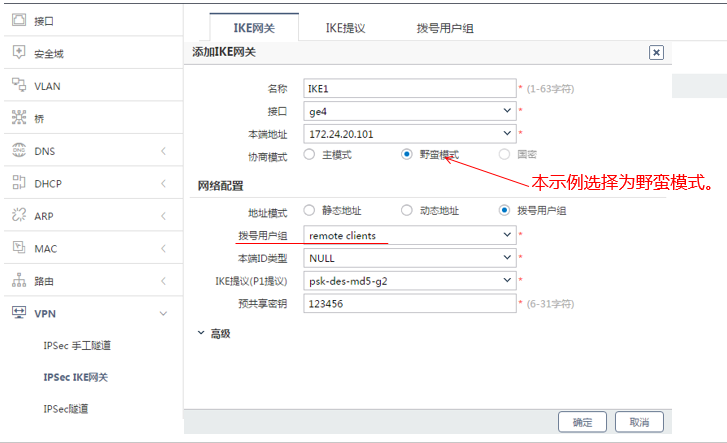 接口
安全域
VLAN
桥
DNS
DHCP
ARP
MAC
路由
VPN
IPSec 手工隧道
IPSec IKE网关
IPSec隧道
IKE网关 IKE提议 拨号用户组
添加IKE网关
名称 IKE1 * (1-63字符)
接口 ge4 *
本端地址 172.24.20.101 *
协商模式 主模式 野蛮模式 国密
本示例选择为野蛮模式。
网络配置
地址模式 静态地址 动态地址 拨号用户组
拨号用户组 remote clients *
本端ID类型 NULL *
IKE提议(P1提议) psk-des-md5-g2 *
预共享密钥 123456 * (6-31字符)
高级
确定 取消